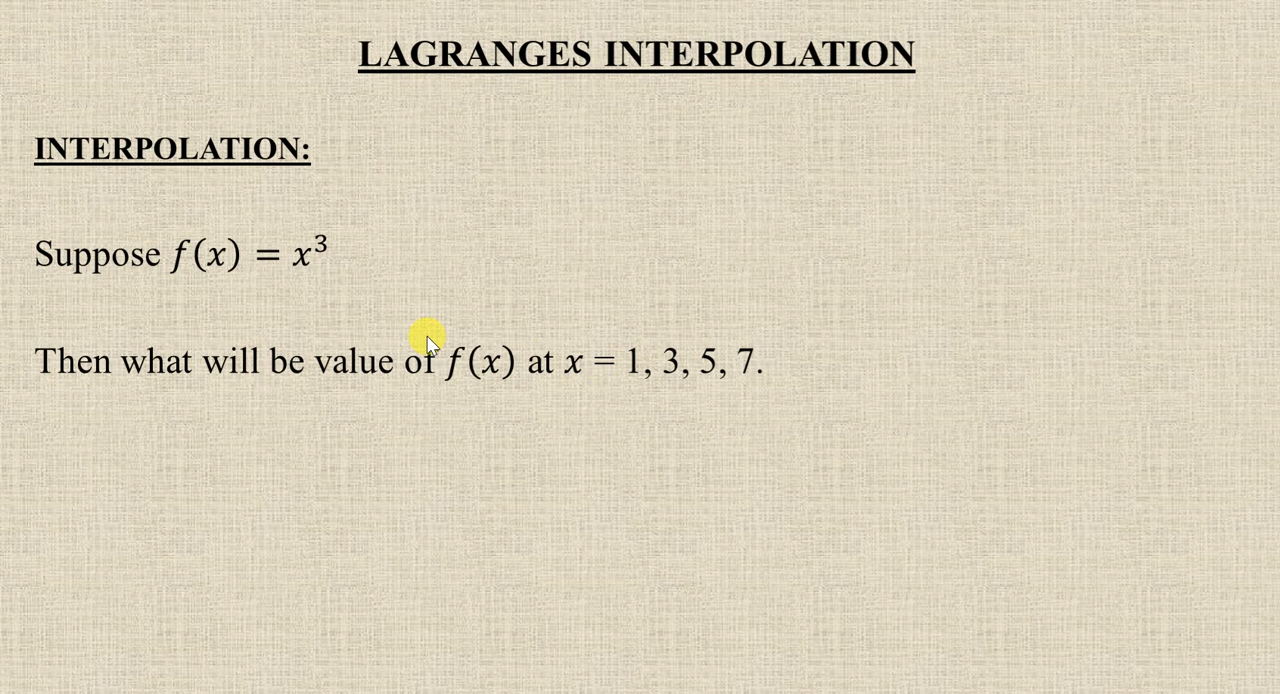 LAGRANGES INTERPOLATION
INTERPOLATION:
Suppose f(x) = x³
Then what will be value of f(x) at x = 1, 3, 5, 7.